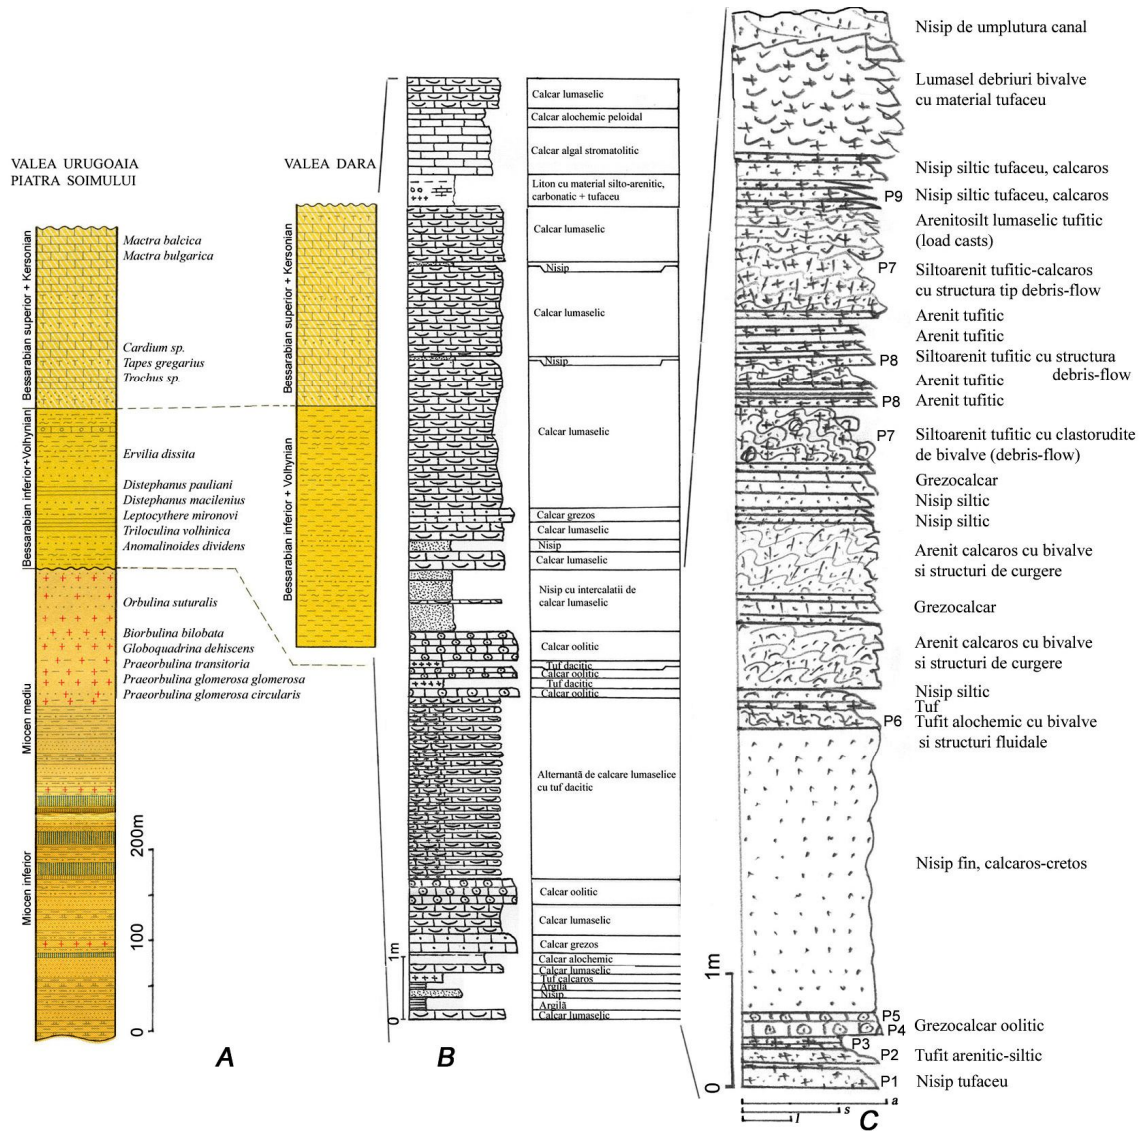 VALEA URUGOAIA
PIATRA SOIMULUI
Bessarabian superior + Kersonian
Bessarabian inferior+Volhynian
Miocen mediu
Miocen inferior
Mactra balcica
Mactra bulgarica
Cardium sp.
Tapes gregarius
Trochus sp.
Ervilia dissita
Distephanus pauliani
Distephanus macilenius
Leptocythere mironovi
Triloculina volhinica
Anomalinoides dividens
Orbulina suturalis
Biorbulina bilobata
Globoquadrina dehiscens
Praeorbulina transitoria
Praeorbulina glomerosa glomerosa
Praeorbulina glomerosa circularis
200m
100
0
A
VALEA DARA
Bessarabian superior + Kersonian
Bessarabian inferior + Volhynian
Calcar lumaselic
Calcar alochemic peloidal
Calcar algal stromatolitic
Liton cu material silto-arenitic,
carbonatic + tufaceu
Calcar lumaselic
Nisip
Calcar lumaselic
Nisip
Calcar lumaselic
Calcar grezos
Calcar lumaselic
Nisip
Calcar lumaselic
Nisip cu intercalatii de
calcar lumaselic
Calcar oolitic
Tuf dacitic
Calcar oolitic
Tuf dacitic
Calcar oolitic
Alternantă de calcare lumaselice
cu tuf dacitic
Calcar oolitic
Calcar lumaselic
Calcar grezos
Calcar alochemic
Calcar lumaselic
Tuf calcaros
Argilă
Nisip
Argilă
Calcar lumaselic
1m
0
B
Nisip de umplutura canal
Lumasel debriuri bivalve
cu material tufaceu
Nisip siltic tufaceu, calcaros
P9 Nisip siltic tufaceu, calcaros
Arenitosilt lumaselic tufitic
(load casts)
P7 Siltoarenit tufitic-calcaros
cu structura tip debris-flow
Arenit tufitic
Arenit tufitic
P8 Siltoarenit tufitic cu structura
debris-flow
Arenit tufitic
P8 Arenit tufitic
P7 Siltoarenit tufitic cu clastorudite
de bivalve (debris-flow)
Grezocalcar
Nisip siltic
Nisip siltic
Arenit calcaros cu bivalve
si structuri de curgere
Grezocalcar
Arenit calcaros cu bivalve
si structuri de curgere
Nisip siltic
Tuf
P6 Tufit alochemic cu bivalve
si structuri fluidale
Nisip fin, calcaros-cretos
P5
P4 Grezocalcar oolitic
P3
P2 Tufit arenitic-siltic
P1 Nisip tufaceu
1m
0
a
s
l
C